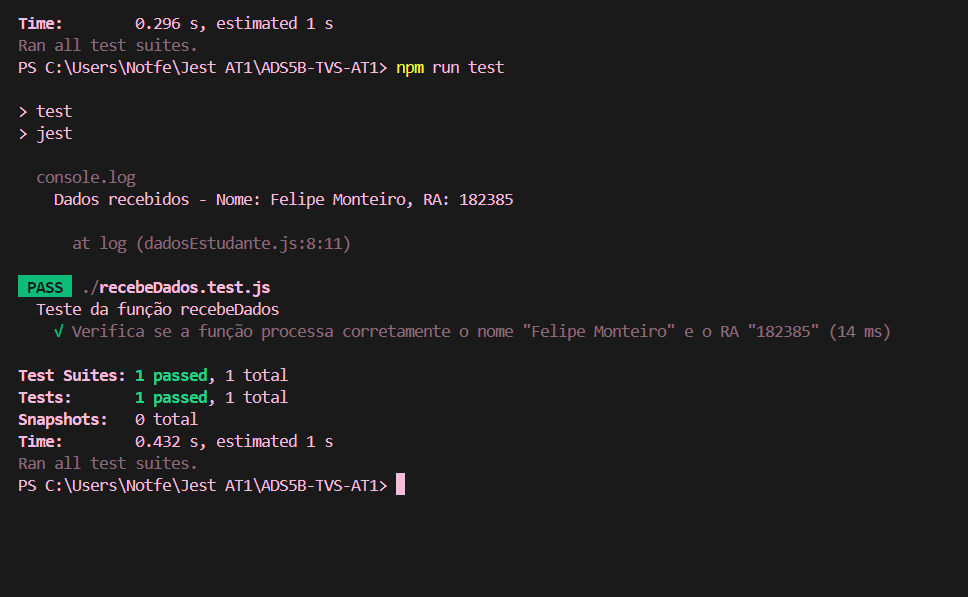 Time:        0.296 s, estimated 1 s
Ran all test suites.
PS C:\Users\Notfe\Jest AT1\ADS5B-TVS-AT1> npm run test
> test
> jest
console.log
Dados recebidos - Nome: Felipe Monteiro, RA: 182385
at log (dadosEstudante.js:8:11)
PASS ./recebeDados.test.js
Teste da função recebeDados
√ Verifica se a função processa corretamente o nome "Felipe Monteiro" e o RA "182385" (14 ms)
Test Suites: 1 passed, 1 total
Tests:       1 passed, 1 total
Snapshots:   0 total
Time:        0.432 s, estimated 1 s
Ran all test suites.
PS C:\Users\Notfe\Jest AT1\ADS5B-TVS-AT1>